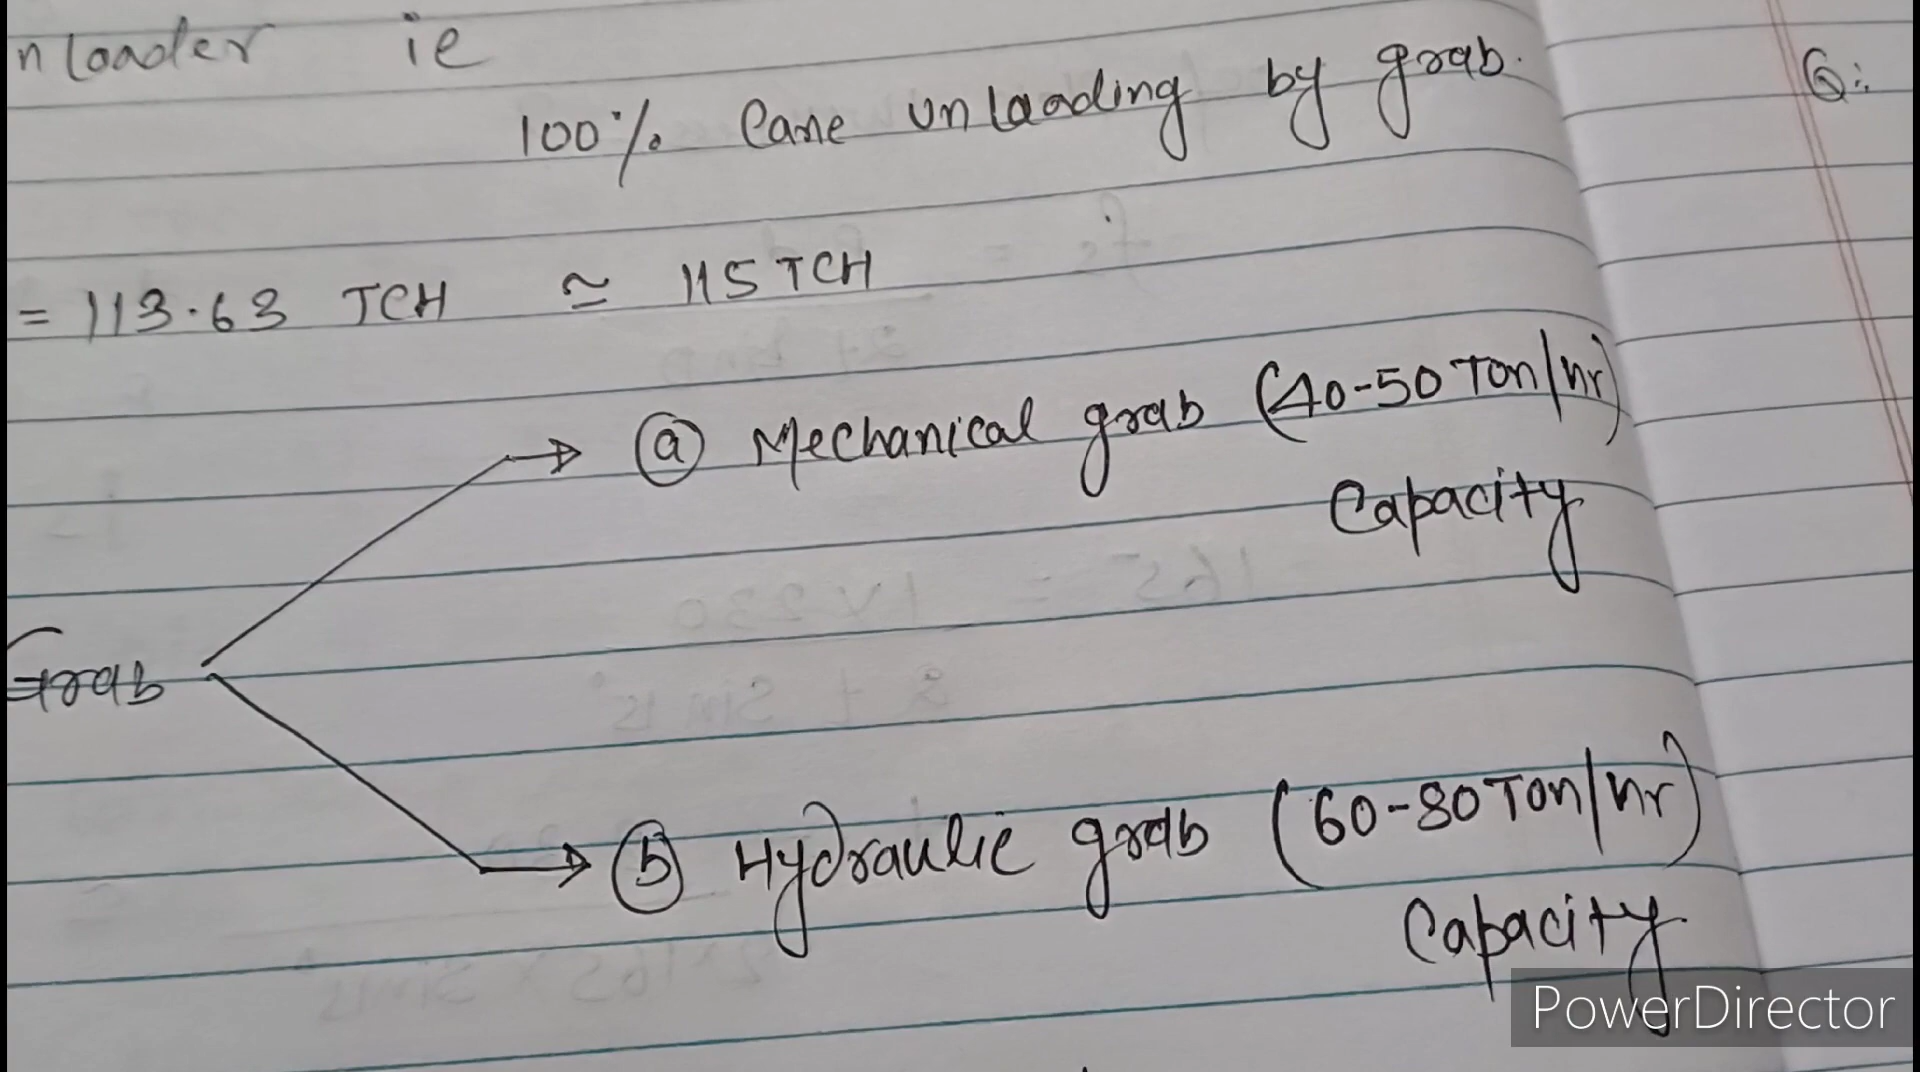 nloader ie
100% Cane unloading by grab.
Q:
= 113.63 TCH ≃ 115 TCH
(a) Mechanical grab (40-50 Ton/hr)
Capacity
Grab
(b) Hydraulic grab (60-80 Ton/hr)
Capacity
PowerDirector